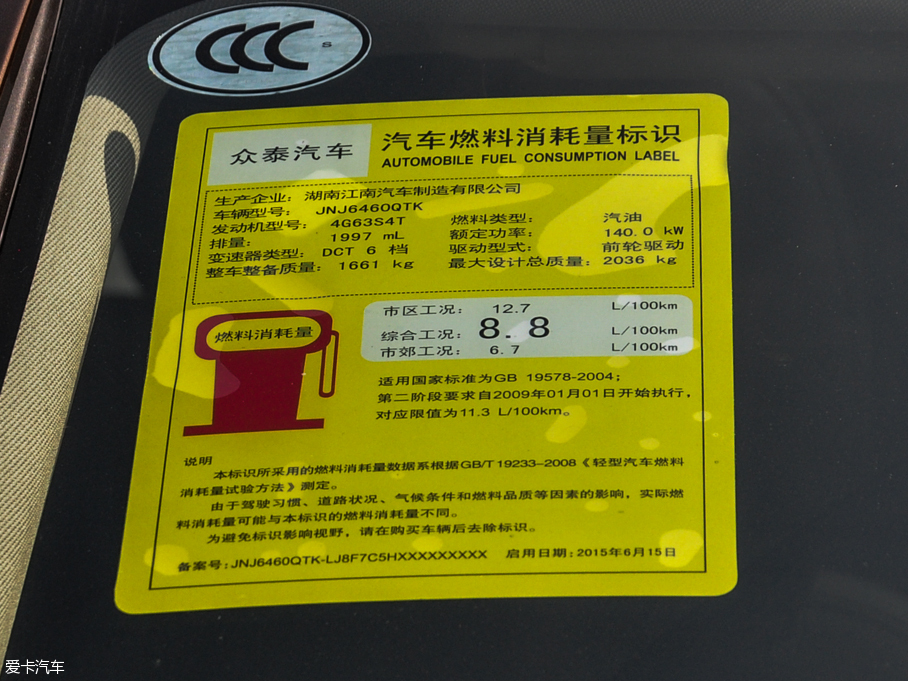 CCC S
众泰汽车
汽车燃料消耗量标识
AUTOMOBILE FUEL CONSUMPTION LABEL
生产企业：湖南江南汽车制造有限公司
车辆型号：JNJ6460QTK
发动机型号：4G63S4T 燃料类型：汽油
排量：1997 mL 额定功率：140.0 kW
变速器类型：DCT 6 档 驱动型式：前轮驱动
整车整备质量：1661 kg 最大设计总质量：2036 kg
燃料消耗量
市区工况：12.7 L/100km
综合工况：8.8 L/100km
市郊工况：6.7 L/100km
适用国家标准为GB 19578-2004；
第二阶段要求自2009年01月01日开始执行，
对应限值为11.3 L/100km。
说明
本标识所采用的燃料消耗量数据系根据GB/T19233-2008《轻型汽车燃料
消耗量试验方法》测定。
由于驾驶习惯、道路状况、气候条件和燃料品质等因素的影响，实际燃
料消耗量可能与本标识的燃料消耗量不同。
为避免标识影响视野，请在购买车辆后去除标识。
备案号：JNJ6460QTK-LJ8F7C5HXXXXXXXXX 启用日期：2015年6月15日
爱卡汽车